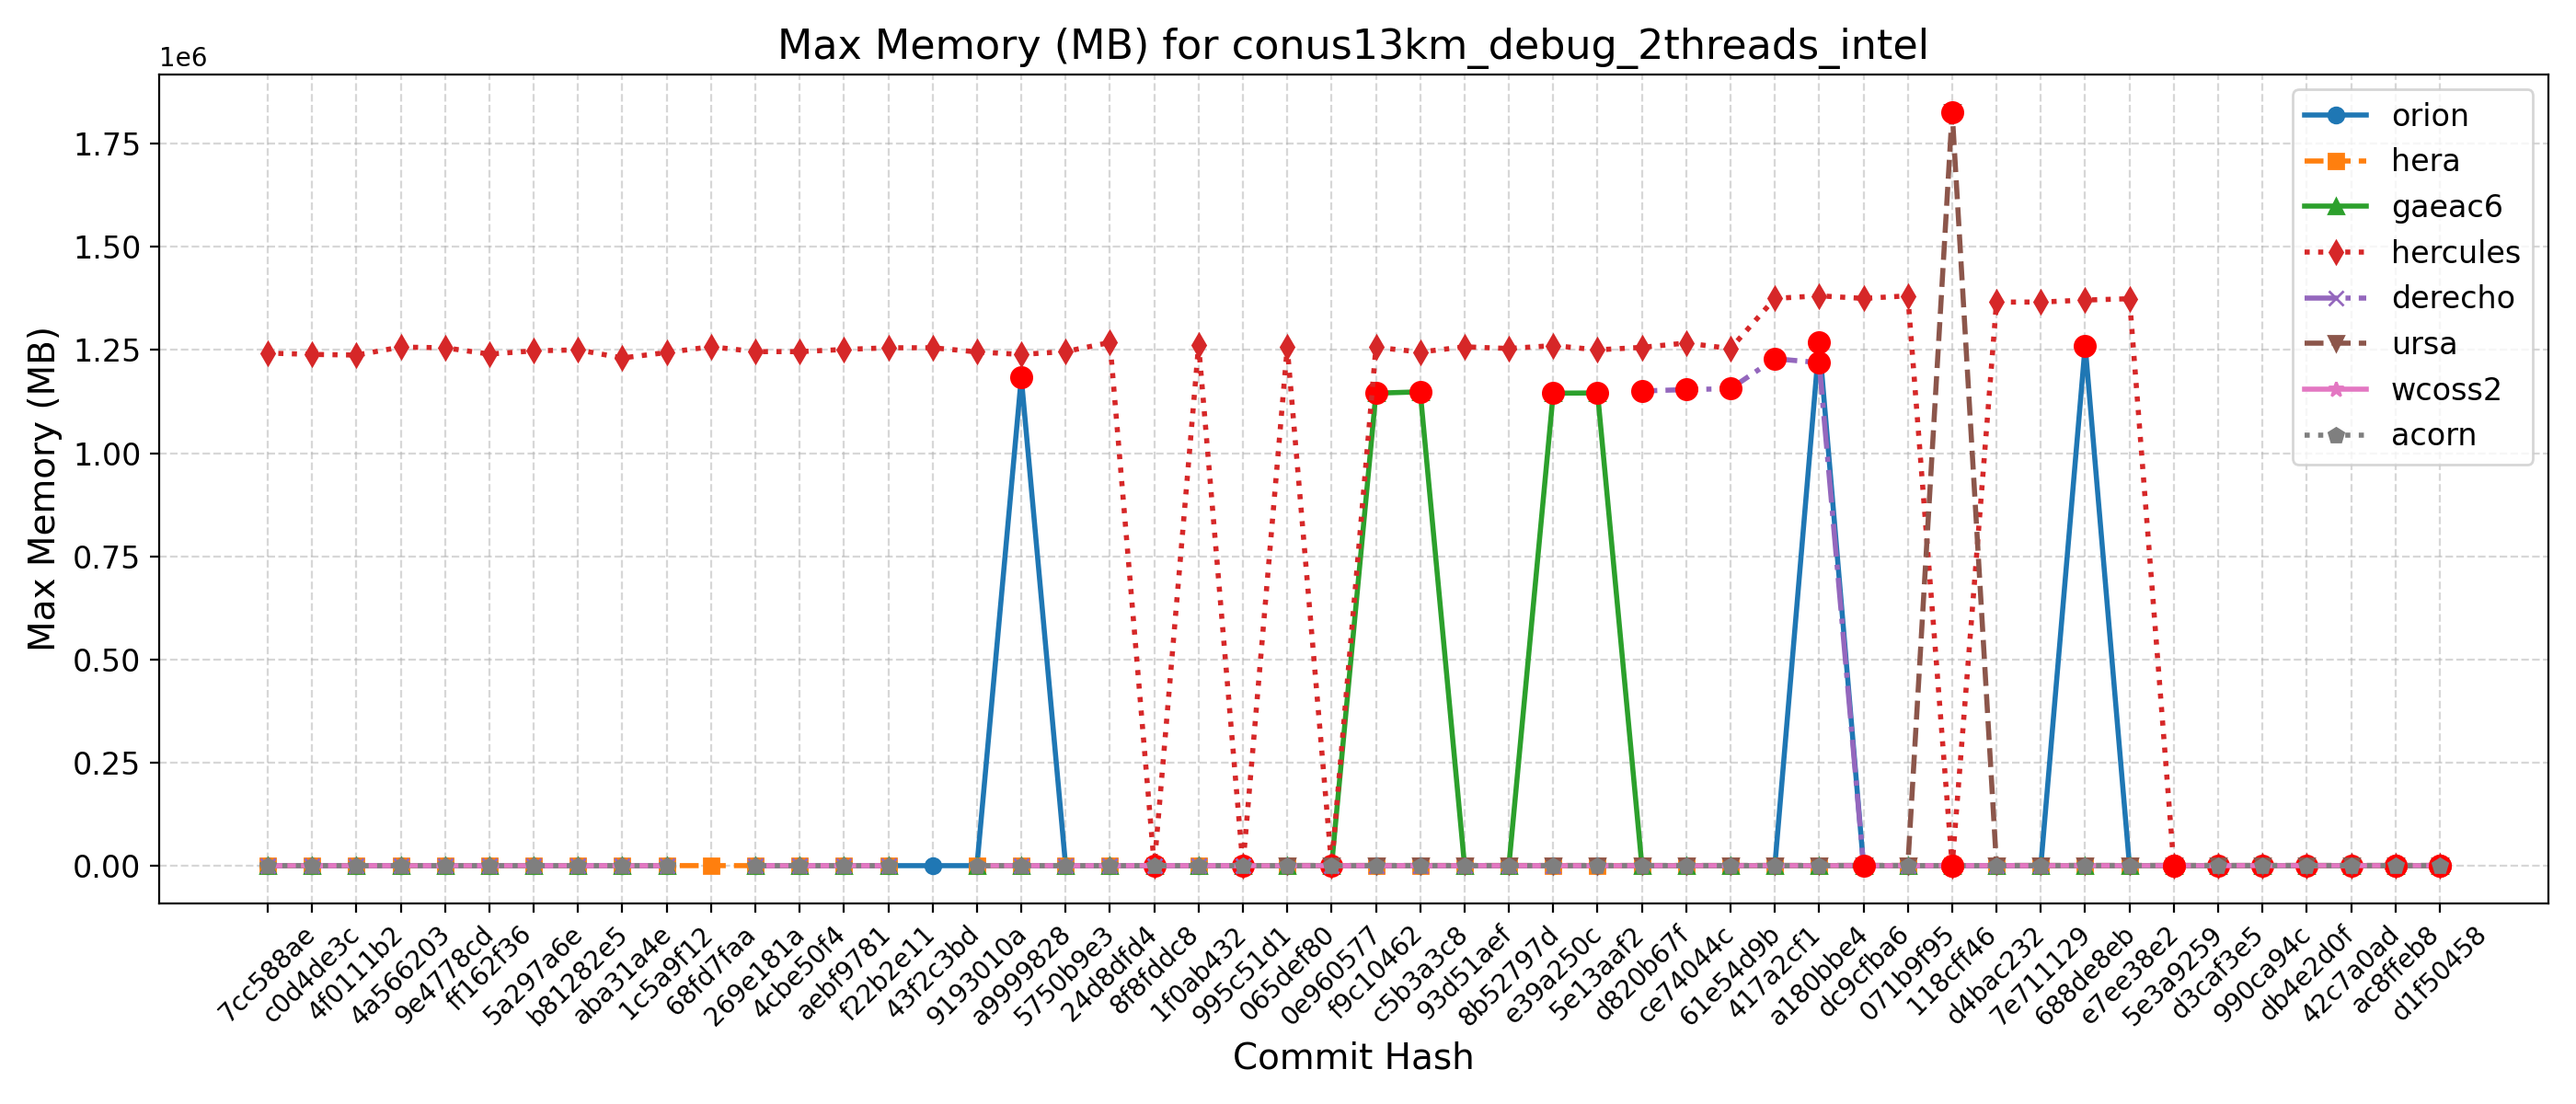 Max Memory (MB) for conus13km_debug_2threads_intel
1e6
1.75
1.50
1.25
1.00
0.75
0.50
0.25
0.00
Max Memory (MB)
orion
hera
gaeac6
hercules
derecho
ursa
wcoss2
acorn
7cc588ae
c0d4de3c
4f0111b2
4a566203
9e4778cd
ff162f36
5a297a6e
b81282e5
aba31a4e
1c5a9f12
68fd7faa
269e181a
4cbe50f4
aebf9781
f22b2e11
43f2c3bd
9193010a
a9999828
5750b9e3
24d8dfd4
8f8fddc8
1f0ab432
995c51d1
065def80
0e960577
f9c10462
c5b3a3c8
93d51aef
8b52797d
e39a250c
5e13aaf2
d820b67f
ce74044c
61e54d9b
417a2cf1
a180bbe4
dc9cfba6
071b9f95
118cff46
d4bac232
7e711129
688de8eb
e7ee38e2
5e3a9259
d3caf3e5
990ca94c
db4e2d0f
42c7a0ad
ac8ffeb8
d1f50458
Commit Hash